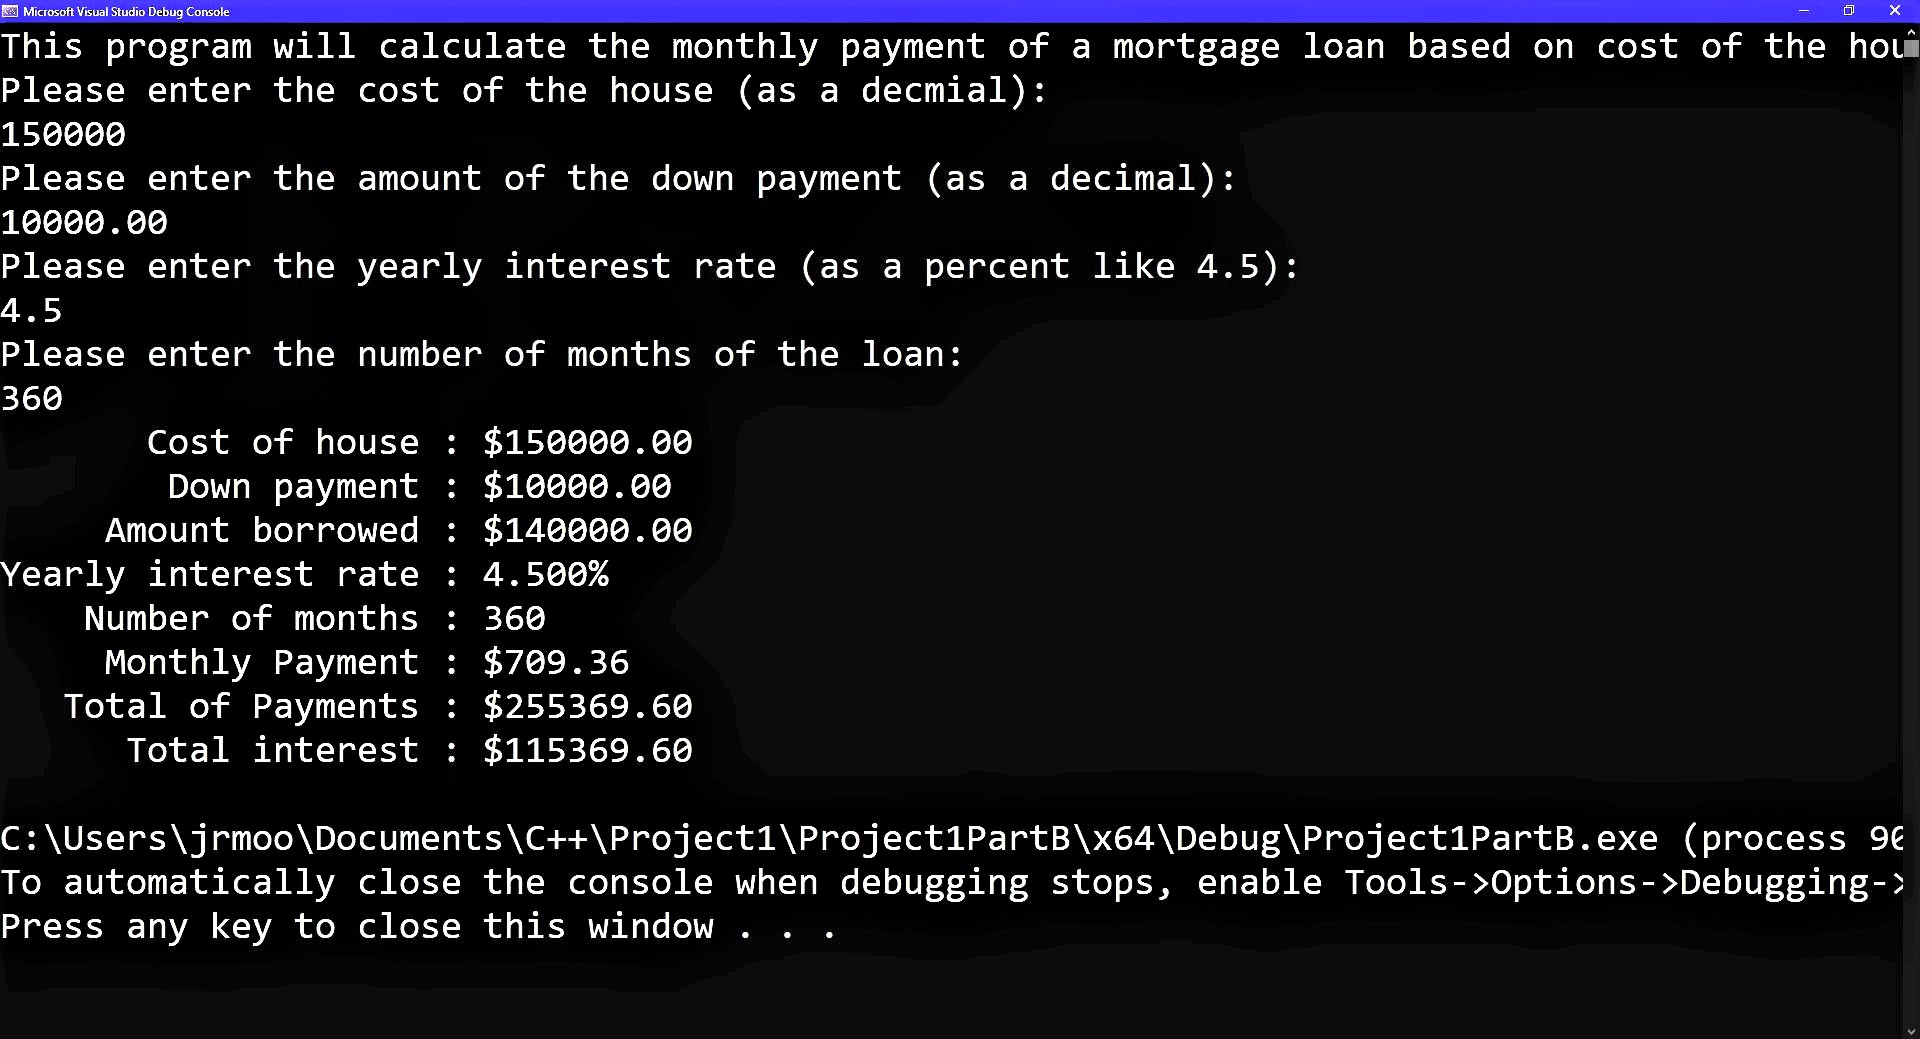 Microsoft Visual Studio Debug Console
This program will calculate the monthly payment of a mortgage loan based on cost of the hou
Please enter the cost of the house (as a decmial):
150000
Please enter the amount of the down payment (as a decimal):
10000.00
Please enter the yearly interest rate (as a percent like 4.5):
4.5
Please enter the number of months of the loan:
360
Cost of house : $150000.00
Down payment : $10000.00
Amount borrowed : $140000.00
Yearly interest rate : 4.500%
Number of months : 360
Monthly Payment : $709.36
Total of Payments : $255369.60
Total interest : $115369.60
C:\Users\jrmoo\Documents\C++\Project1\Project1PartB\x64\Debug\Project1PartB.exe (process 90
To automatically close the console when debugging stops, enable Tools->Options->Debugging->
Press any key to close this window . . .